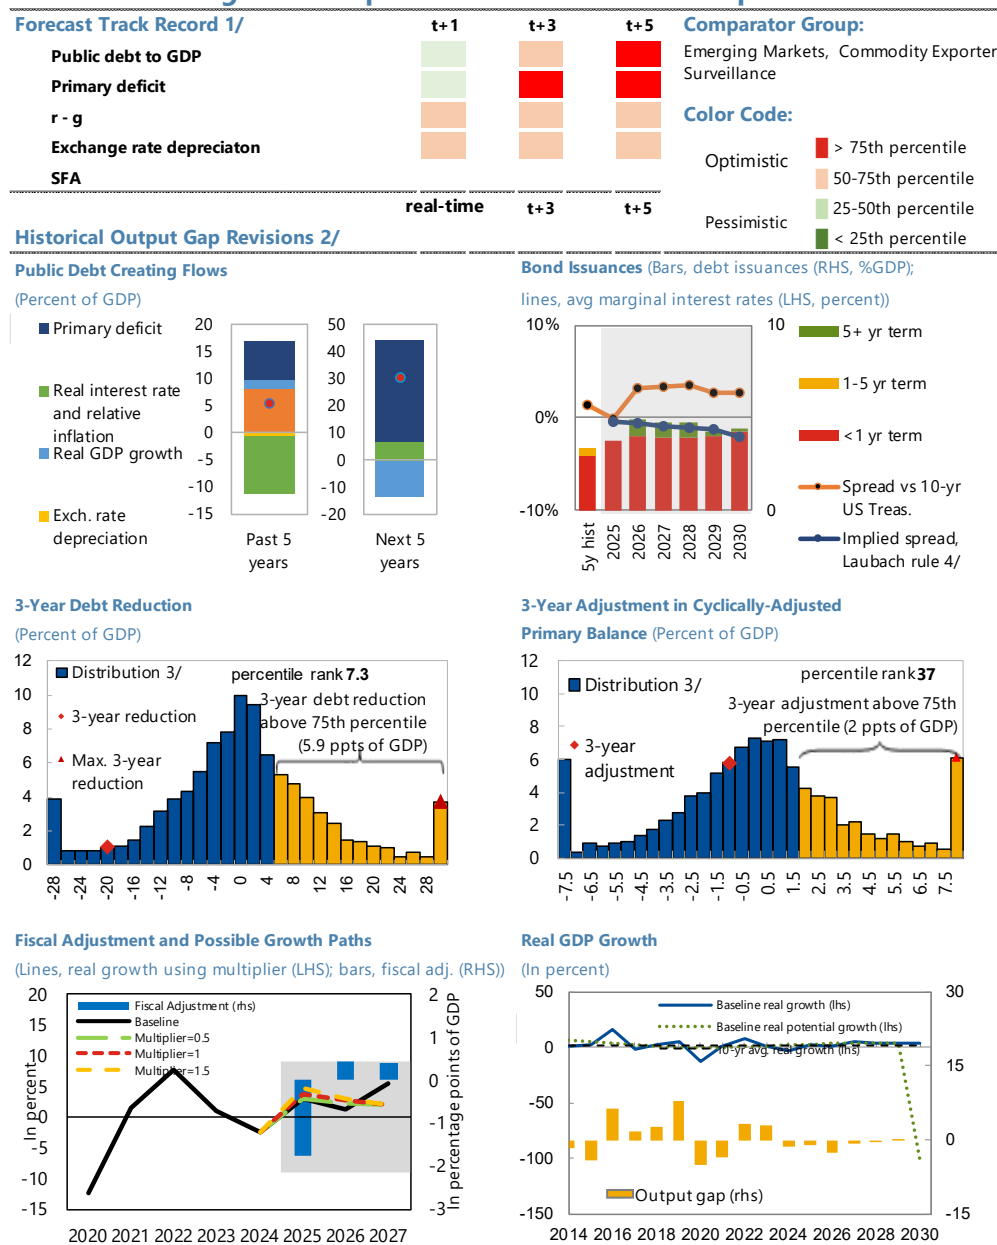 Forecast Track Record 1/ t+1 t+3 t+5
Public debt to GDP
Primary deficit
r - g
Exchange rate depreciaton
SFA
real-time t+3 t+5
Historical Output Gap Revisions 2/
Comparator Group:
Emerging Markets, Commodity Exporter
Surveillance
Color Code:
Optimistic
> 75th percentile
50-75th percentile
Pessimistic
25-50th percentile
< 25th percentile
Public Debt Creating Flows
(Percent of GDP)
Primary deficit
Real interest rate
and relative
inflation
Real GDP growth
Exch. rate
depreciation
20
15
10
5
0
-5
-10
-15
Past 5
years
50
40
30
20
10
0
-10
-20
Next 5
years
Bond Issuances (Bars, debt issuances (RHS, %GDP);
lines, avg marginal interest rates (LHS, percent))
10%
0%
-10%
10
0
5y hist 2025 2026 2027 2028 2029 2030
5+ yr term
1-5 yr term
<1 yr term
Spread vs 10-yr
US Treas.
Implied spread,
Laubach rule 4/
3-Year Debt Reduction
(Percent of GDP)
12
10
8
6
4
2
0
Distribution 3/
3-year reduction
Max. 3-year
reduction
percentile rank 7.3
3-year debt reduction
above 75th percentile
(5.9 ppts of GDP)
-28 -24 -20 -16 -12 -8 -4 0 4 8 12 16 20 24 28
3-Year Adjustment in Cyclically-Adjusted
Primary Balance (Percent of GDP)
12
10
8
6
4
2
0
Distribution 3/
3-year
adjustment
percentile rank 37
3-year adjustment above 75th
percentile (2 ppts of GDP)
-7.5 -6.5 -5.5 -4.5 -3.5 -2.5 -1.5 -0.5 0.5 1.5 2.5 3.5 4.5 5.5 6.5 7.5
Fiscal Adjustment and Possible Growth Paths
(Lines, real growth using multiplier (LHS); bars, fiscal adj. (RHS))
In percent
20
15
10
5
0
-5
-10
-15
Fiscal Adjustment (rhs)
Baseline
Multiplier=0.5
Multiplier=1
Multiplier=1.5
2
1
0
-1
-2
-3
In percentage points of GDP
2020 2021 2022 2023 2024 2025 2026 2027
Real GDP Growth
(In percent)
50
0
-50
-100
-150
Baseline real growth (lhs)
Baseline real potential growth (lhs)
10-yr avg. real growth (lhs)
Output gap (rhs)
30
15
0
-15
2014 2016 2018 2020 2022 2024 2026 2028 2030